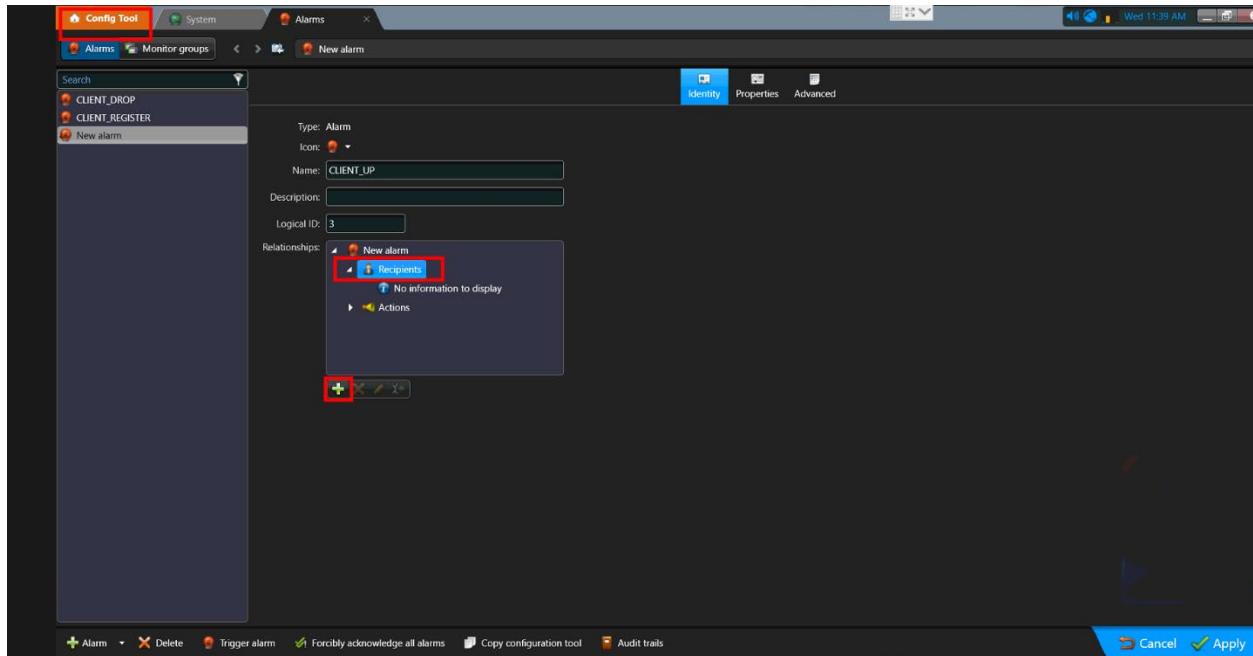 Config Tool System Alarms
Wed 11:39 AM
Alarms Monitor groups New alarm
Search
Identity Properties Advanced
CLIENT_DROP
CLIENT_REGISTER
New alarm
Type: Alarm
Icon:
Name: CLIENT_UP
Description:
Logical ID: 3
Relationships: New alarm
Recipients
No information to display
Actions
Alarm Delete Trigger alarm Forcibly acknowledge all alarms Copy configuration tool Audit trails Cancel Apply